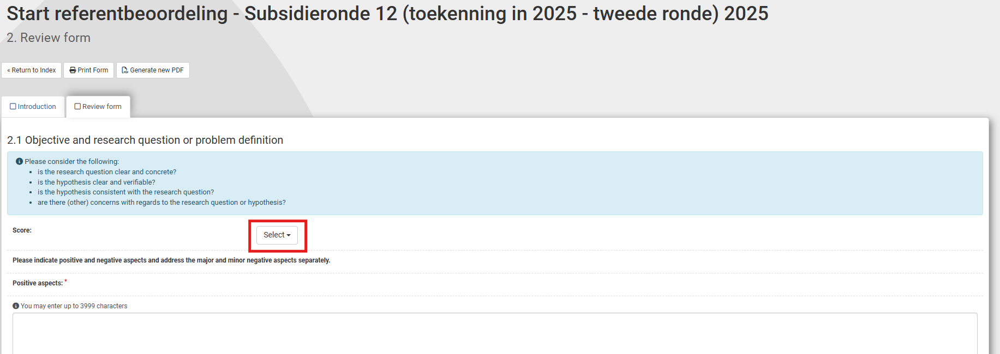 Start referentbeoordeling - Subsidieronde 12 (toekenning in 2025 - tweede ronde) 2025
2. Review form
« Return to Index
Print Form
Generate new PDF
Introduction
Review form
2.1 Objective and research question or problem definition
Please consider the following:
• is the research question clear and concrete?
• is the hypothesis clear and verifiable?
• is the hypothesis consistent with the research question?
• are there (other) concerns with regards to the research question or hypothesis?
Score:
Select
Please indicate positive and negative aspects and address the major and minor negative aspects separately.
Positive aspects: *
You may enter up to 3999 characters